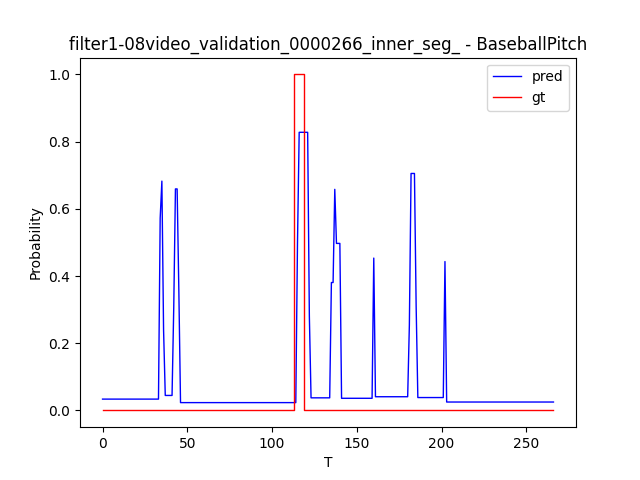 filter1-08video_validation_0000266_inner_seg_ - BaseballPitch
pred
gt
1.0
0.8
0.6
0.4
0.2
0.0
Probability
0
50
100
150
200
250
T